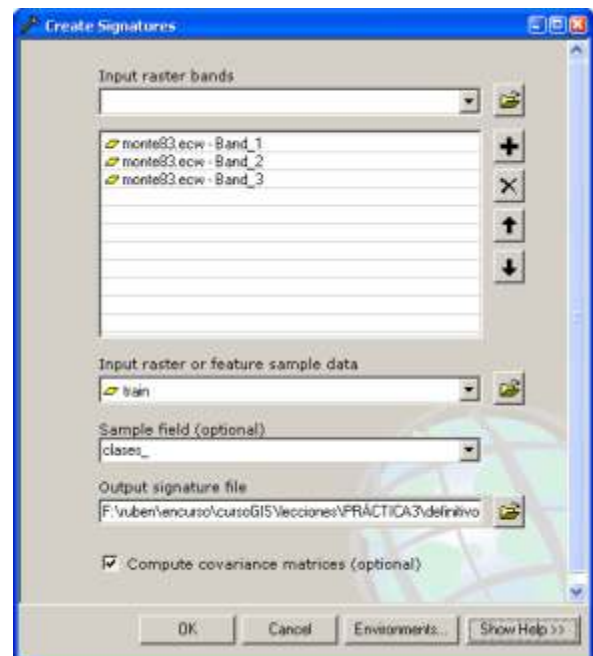 Create Signatures
Input raster bands
monte83.ecw - Band_1
monte83.ecw - Band_2
monte83.ecw - Band_3
Input raster or feature sample data
train
Sample field (optional)
clases_
Output signature file
F:\ruben\encurso\cursoGIS\lecciones\PRÁCTICA3\definitivo
Compute covariance matrices (optional)
OK
Cancel
Environments...
Show Help >>